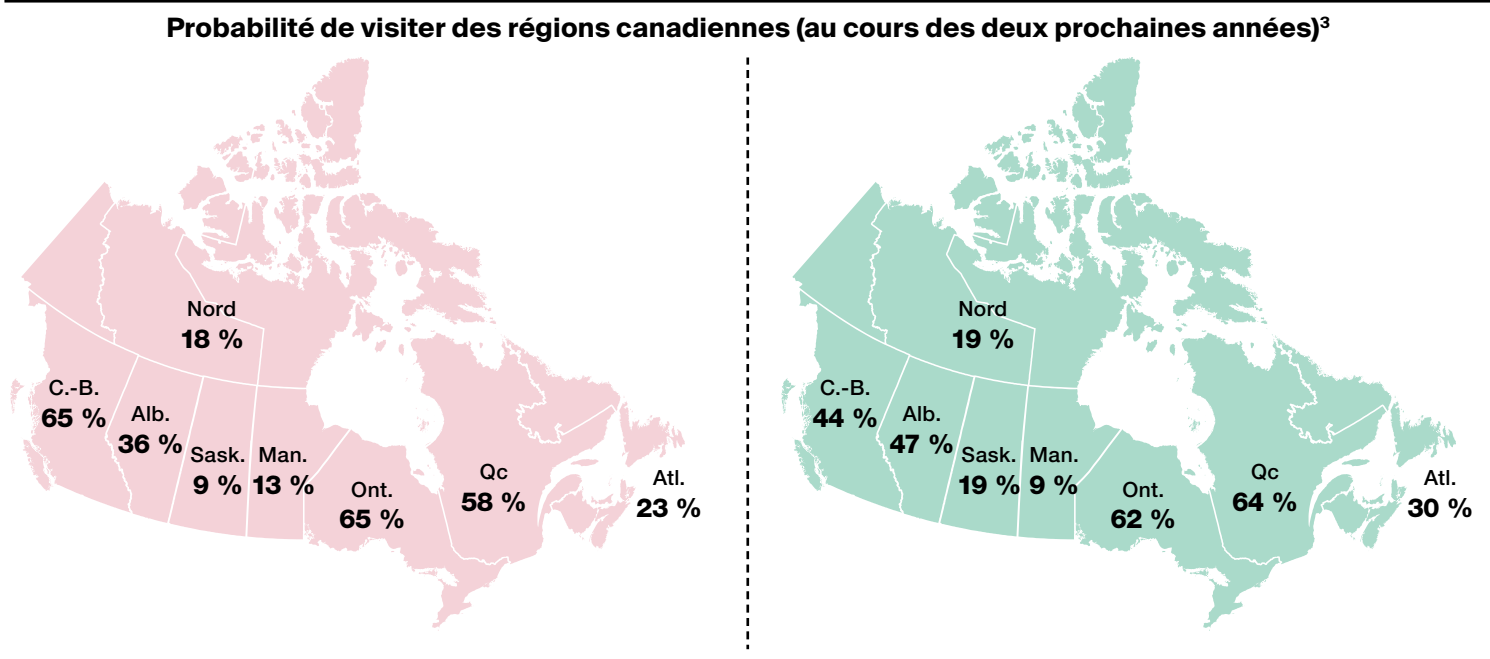 Probabilité de visiter des régions canadiennes (au cours des deux prochaines années)³
Nord
18 %
C.-B.
65 %
Alb.
36 %
Sask.
9 %
Man.
13 %
Ont.
65 %
Qc
58 %
Atl.
23 %
Nord
19 %
C.-B.
44 %
Alb.
47 %
Sask.
19 %
Man.
9 %
Ont.
62 %
Qc
64 %
Atl.
30 %